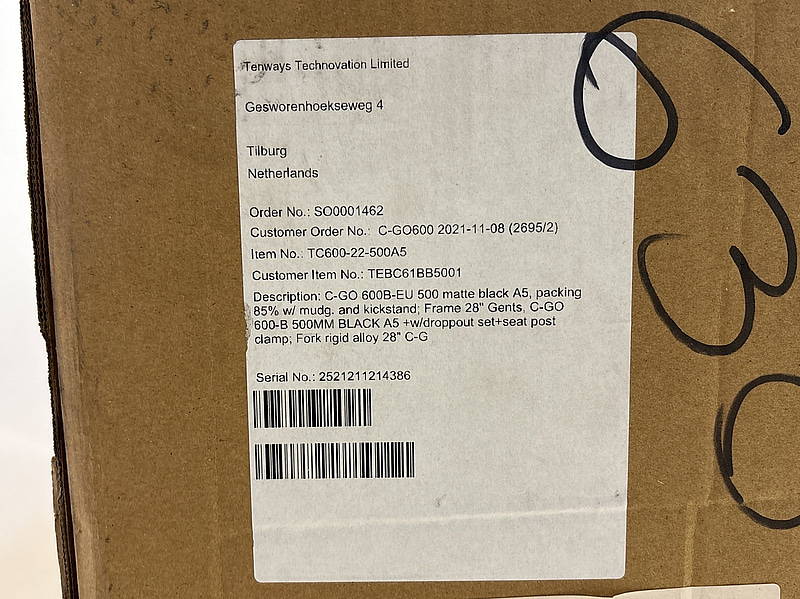 Tenways Technovation Limited
Gesworenhoekseweg 4
Tilburg
Netherlands
Order No.: SO0001462
Customer Order No.: C-GO600 2021-11-08 (2695/2)
Item No.: TC600-22-500A5
Customer Item No.: TEBC61BB5001
Description: C-GO 600B-EU 500 matte black A5, packing
85% w/ mudg. and kickstand; Frame 28" Gents, C-GO
600-B 500MM BLACK A5 +w/droppout set+seat post
clamp; Fork rigid alloy 28" C-G
Serial No.: 2521211214386